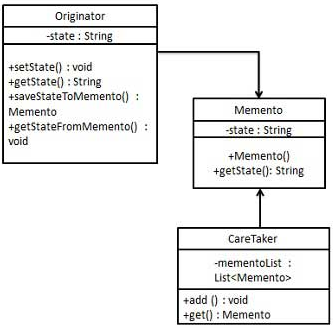 Originator
-state : String
+setState() : void
+getState() : String
+saveStateToMemento() :
Memento
+getStateFromMemento() :
void
Memento
-state : String
+Memento()
+getState(): String
CareTaker
-mementoList :
List<Memento>
+add () : void
+get() : Memento